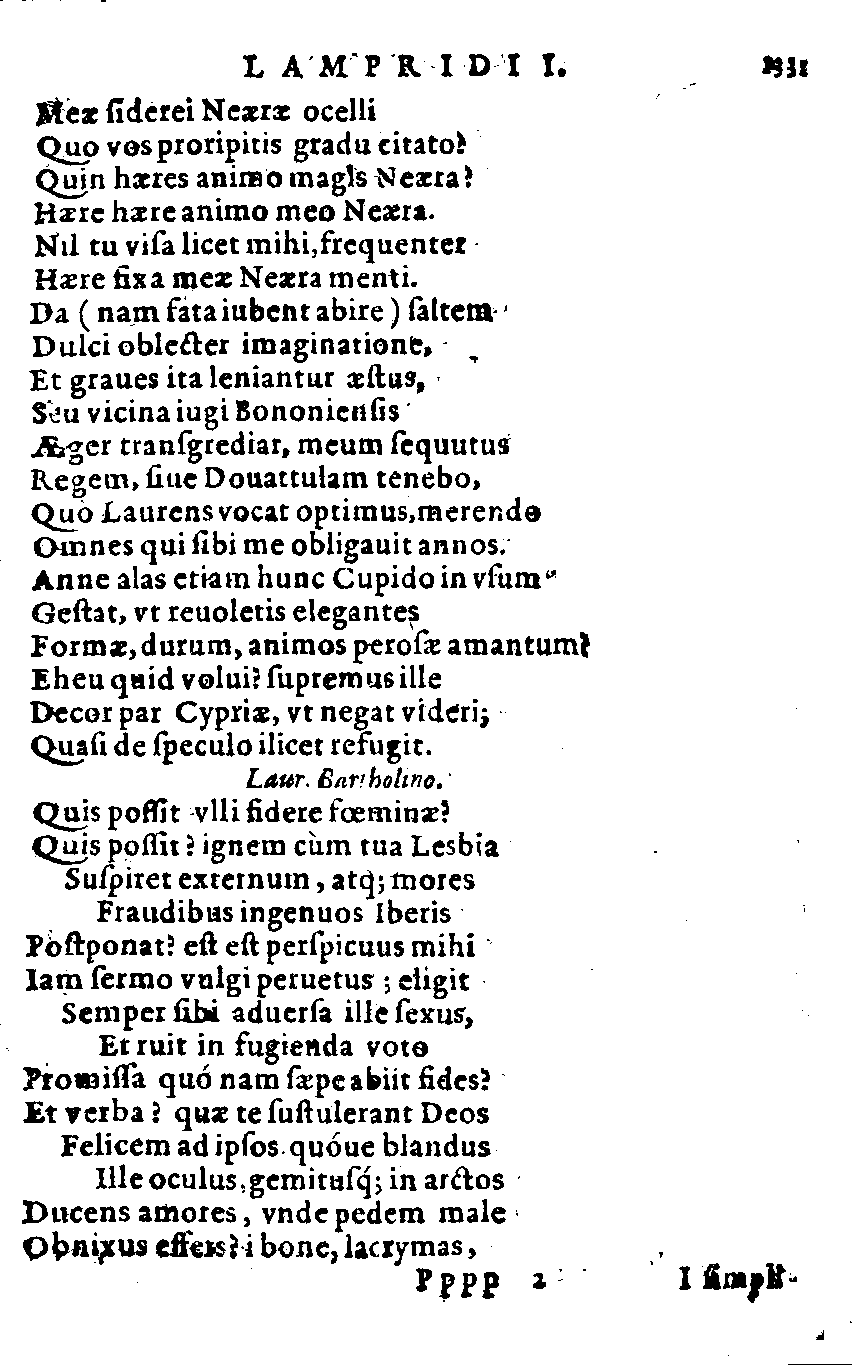 LAMPRIDII I.
Meæ ſiderei Neæræ ocelli
Quo vos proripitis gradu citato?
Quin hæres animo magis Neæra?
Hære hære animo meo Neæra.
Nil tu viſa licet mihi, frequenter
Hære fixa meæ Neæra menti.
Da ( nam fata iubent abire ) ſaltem
Dulci oblecter imaginatione,
Et graues ita leniantur æſtus,
Seu vicina iugi Bononienſis
Æger tranſgrediar, meum ſequutus
Regem, ſiue Douattulam tenebo,
Quò Laurens vocat optimus, merendo
Omnes qui ſibi me obligauit annos.
Anne alas etiam hunc Cupido in vſum
Geſtat, vt reuoletis elegantes
Formæ, durum, animos peroſæ amantum?
Eheu quid volui? ſupremus ille
Decor par Cypriæ, vt negat videri;
Quaſi de ſpeculo ilicet refugit.
Laur. Bartholino.
Quis poſſit vlli fidere fœminæ?
Quis poſſit? ignem cùm tua Lesbia
Suſpiret externum, atq́; mores
Fraudibus ingenuos Iberis
Poſtponat? eſt eſt perſpicuus mihi
Iam ſermo vulgi peruetus ; eligit
Semper ſibi aduerſa ille ſexus,
Et ruit in fugienda voto
Promiſſa quó nam ſæpe abiit fides?
Et verba? quæ te ſuſtulerant Deos
Felicem ad ipſos. quóue blandus
Ille oculus, gemituſq́; in arctos
Ducens amores, vnde pedem male
Obnixus effers? i bone, lacrymas,
Pppp 2 I ſimpli-